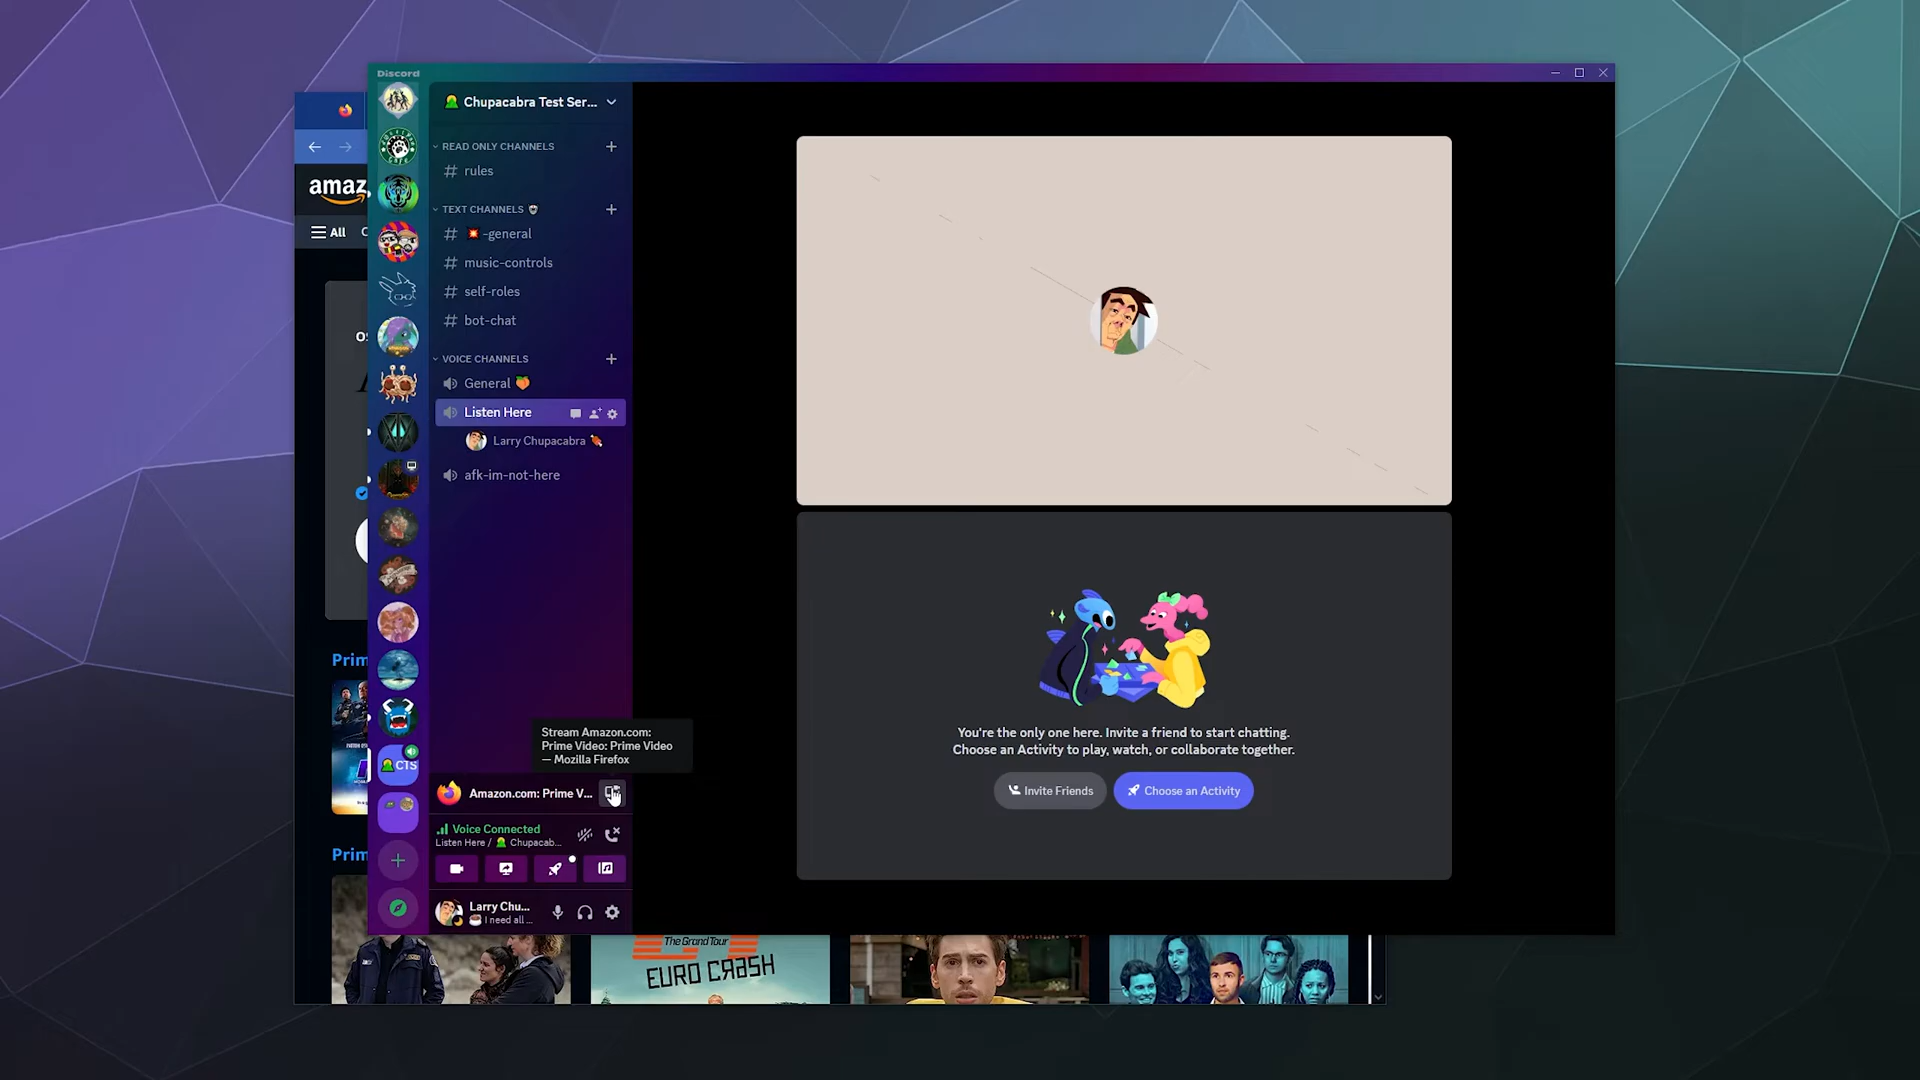 Discord
Chupacabra Test Ser...
READ ONLY CHANNELS
rules
TEXT CHANNELS
-general
music-controls
self-roles
bot-chat
VOICE CHANNELS
General
Listen Here
Larry Chupacabra
afk-im-not-here
amaz
All
Prim
Prim
CTS
Stream Amazon.com:
Prime Video: Prime Video
— Mozilla Firefox
Amazon.com: Prime V...
Voice Connected
Listen Here / Chupacab...
Larry Chu...
I need all ...
You're the only one here. Invite a friend to start chatting.
Choose an Activity to play, watch, or collaborate together.
Invite Friends
Choose an Activity
The Grand Tour
EURO CRASH